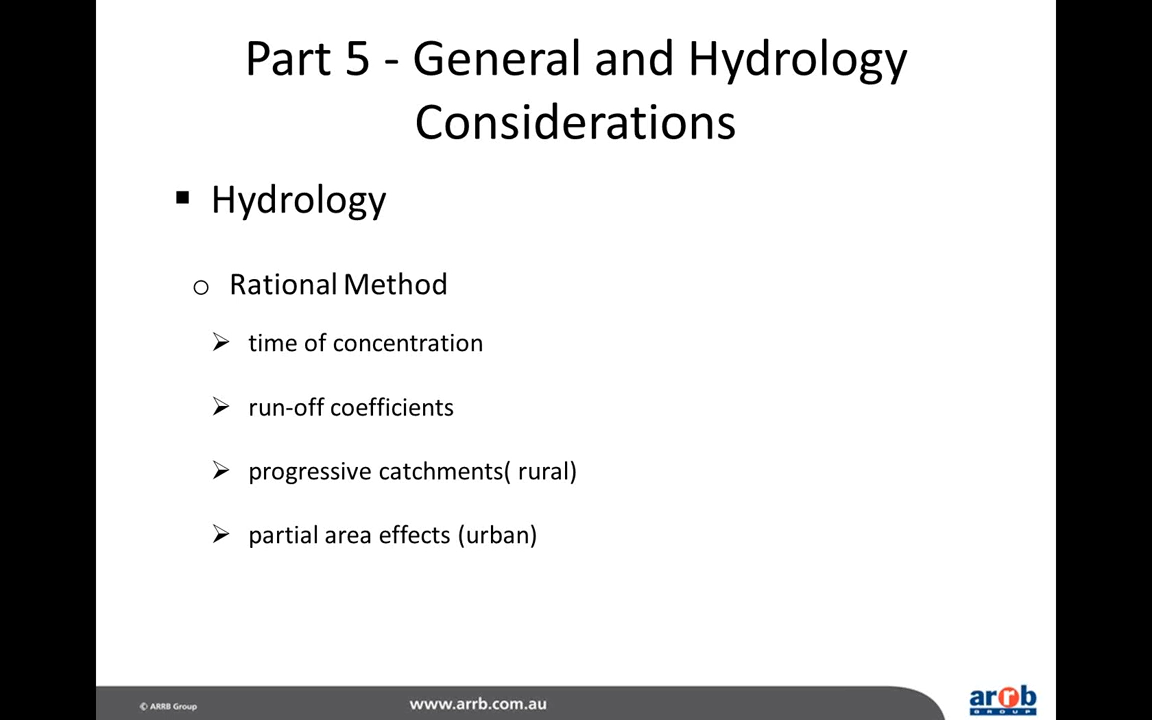 Part 5 - General and Hydrology
Considerations
Hydrology
Rational Method
time of concentration
run-off coefficients
progressive catchments( rural)
partial area effects (urban)
© ARRB Group
www.arrb.com.au
arrb
GROUP